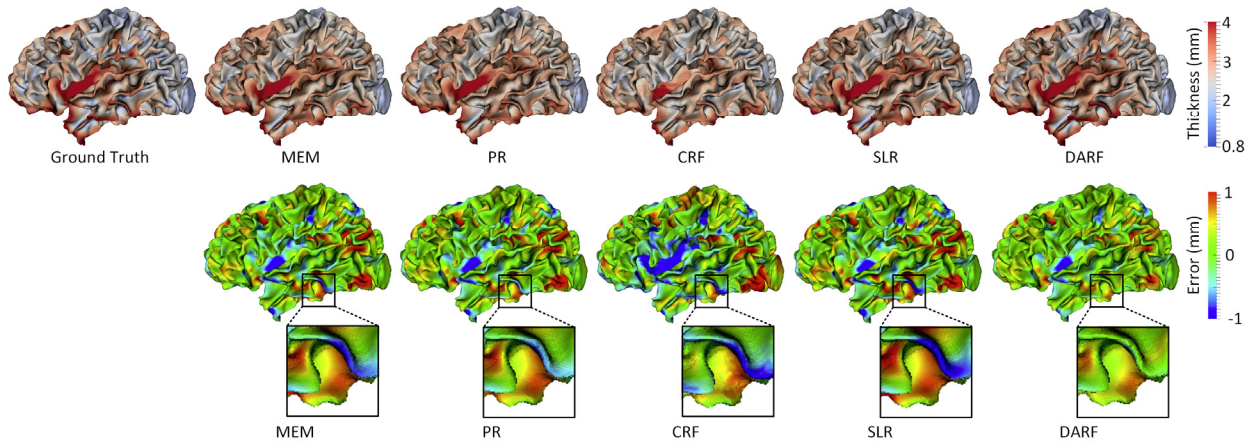 4
3
2
0.8
Thickness (mm)
Ground Truth MEM PR CRF SLR DARF
1
0
-1
Error (mm)
MEM PR CRF SLR DARF